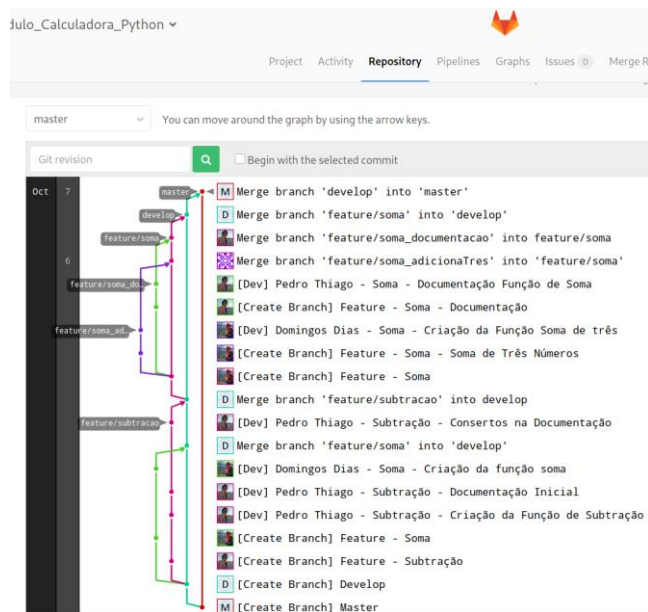 dulo_Calculadora_Python
Project Activity Repository Pipelines Graphs Issues 0 Merge R
master You can move around the graph by using the arrow keys.
Git revision Begin with the selected commit
Oct 7 master M Merge branch 'develop' into 'master'
develop D Merge branch 'feature/soma' into 'develop'
feature/soma Merge branch 'feature/soma_documentacao' into feature/soma
6 Merge branch 'feature/soma_adicionaTres' into 'feature/soma'
feature/soma_do… [Dev] Pedro Thiago - Soma - Documentação Função de Soma
[Create Branch] Feature - Soma - Documentação
feature/soma_ad… [Dev] Domingos Dias - Soma - Criação da Função Soma de três
[Create Branch] Feature - Soma - Soma de Três Números
[Create Branch] Feature - Soma
D Merge branch 'feature/subtracao' into develop
feature/subtracao [Dev] Pedro Thiago - Subtração - Consertos na Documentação
D Merge branch 'feature/soma' into 'develop'
[Dev] Domingos Dias - Soma - Criação da função soma
[Dev] Pedro Thiago - Subtração - Documentação Inicial
[Dev] Pedro Thiago - Subtração - Criação da Função de Subtração
[Create Branch] Feature - Soma
[Create Branch] Feature - Subtração
D [Create Branch] Develop
M [Create Branch] Master